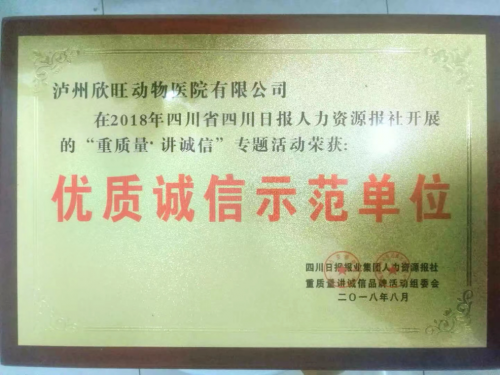 泸州欣旺动物医院有限公司
在2018年四川省四川日报人力资源报社开展
的“重质量·讲诚信”专题活动荣获:
优质诚信示范单位
四川日报报业集团人力资源报社
重质量讲诚信品牌活动组委会
二〇一八年八月